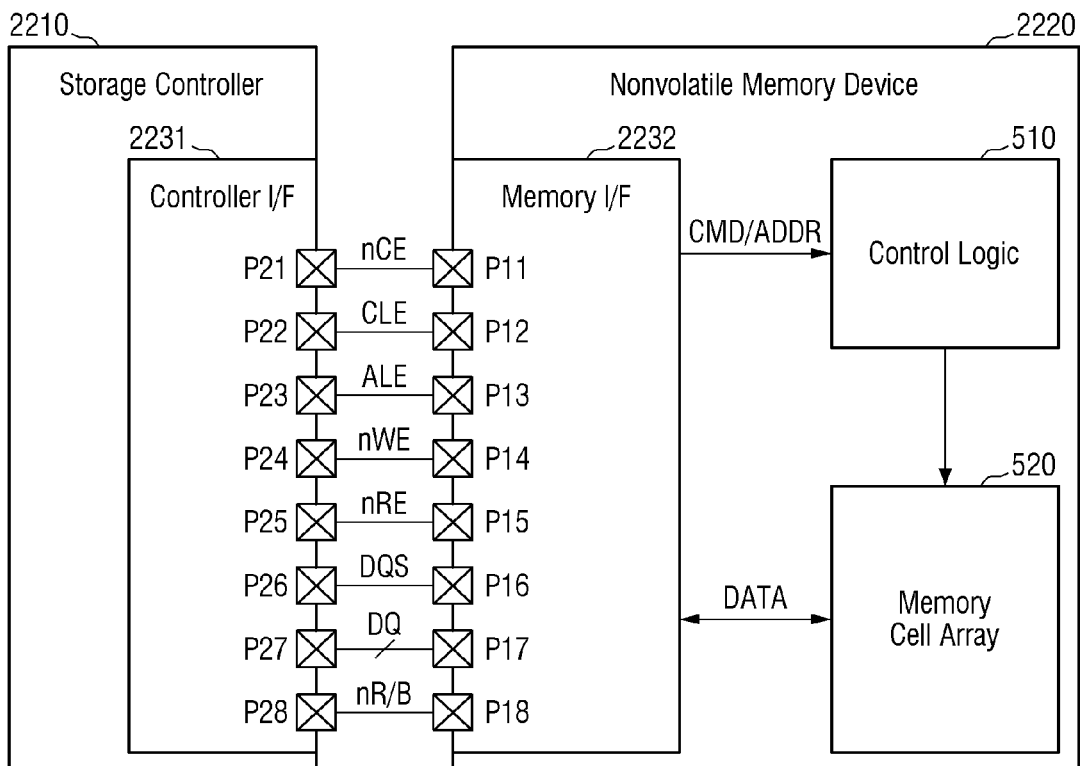 2210
2220
Storage Controller
Nonvolatile Memory Device
2231
2232
510
Controller I/F
Memory I/F
CMD/ADDR
Control Logic
P21 nCE P11
P22 CLE P12
P23 ALE P13
P24 nWE P14
P25 nRE P15
P26 DQS P16
P27 DQ P17
P28 nR/B P18
520
DATA
Memory
Cell Array